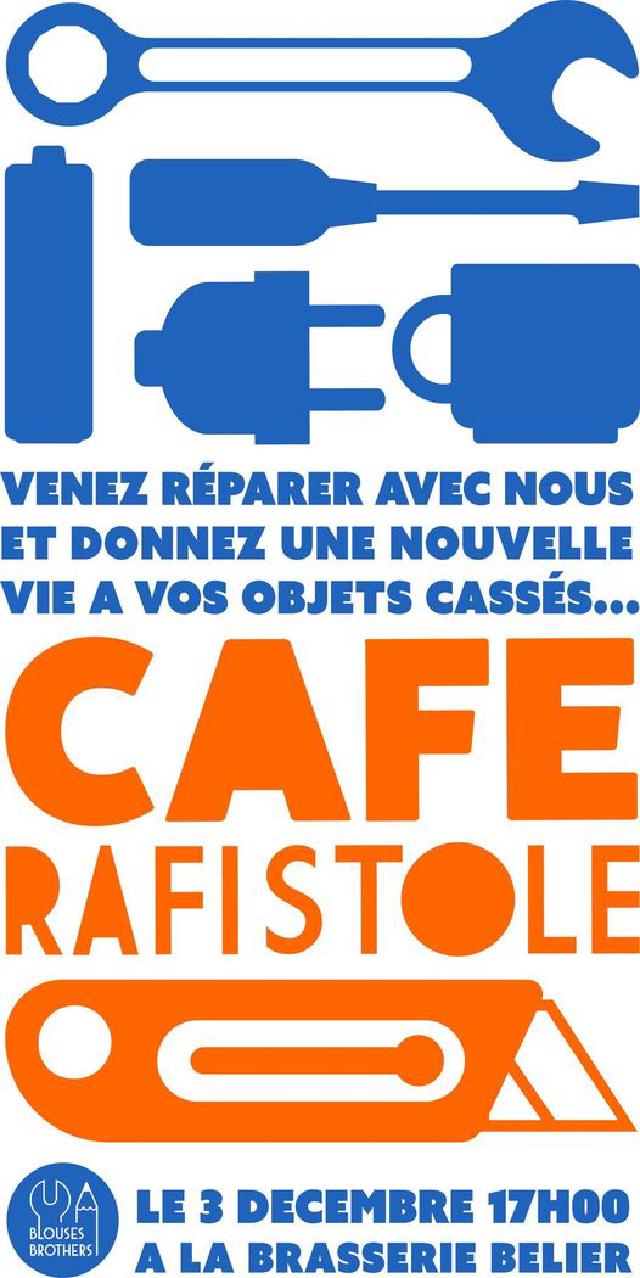 VENEZ RÉPARER AVEC NOUS
ET DONNEZ UNE NOUVELLE
VIE A VOS OBJETS CASSÉS...
CAFE
RAFISTOLE
BLOUSES
BROTHERS
LE 3 DECEMBRE 17H00
A LA BRASSERIE BELIER